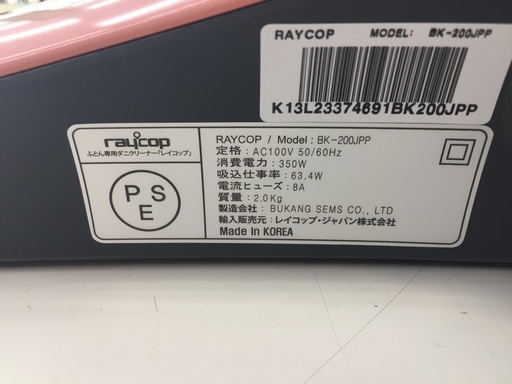 RAYCOP MODEL: BK-200JPP
K13L23374691BK200JPP
raycop
ふとん専用ダニクリーナー「レイコップ」
PSE
RAYCOP / Model : BK-200JPP
定格 : AC100V 50/60Hz
消費電力 : 350W
吸込仕事率 : 63.4W
電流ヒューズ : 8A
質量 : 2.0Kg
製造会社 : BUKANG SEMS CO., LTD
輸入販売元 : レイコップ・ジャパン株式会社
Made In KOREA